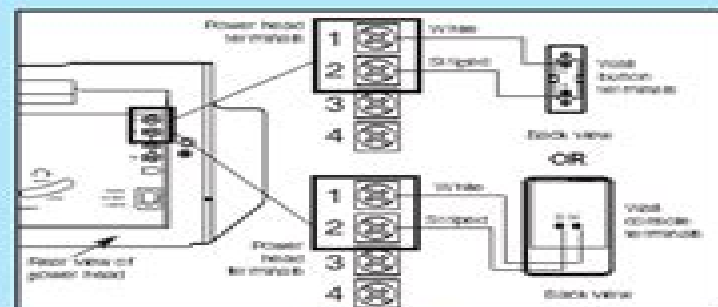 Power head
terminals
1
2
3
4
White
Striped
Wall
button
terminals
Back view
OR
1
2
3
4
White
Striped
Wall
console
terminals
Back view
Power
head
terminals
Rear view of
power head